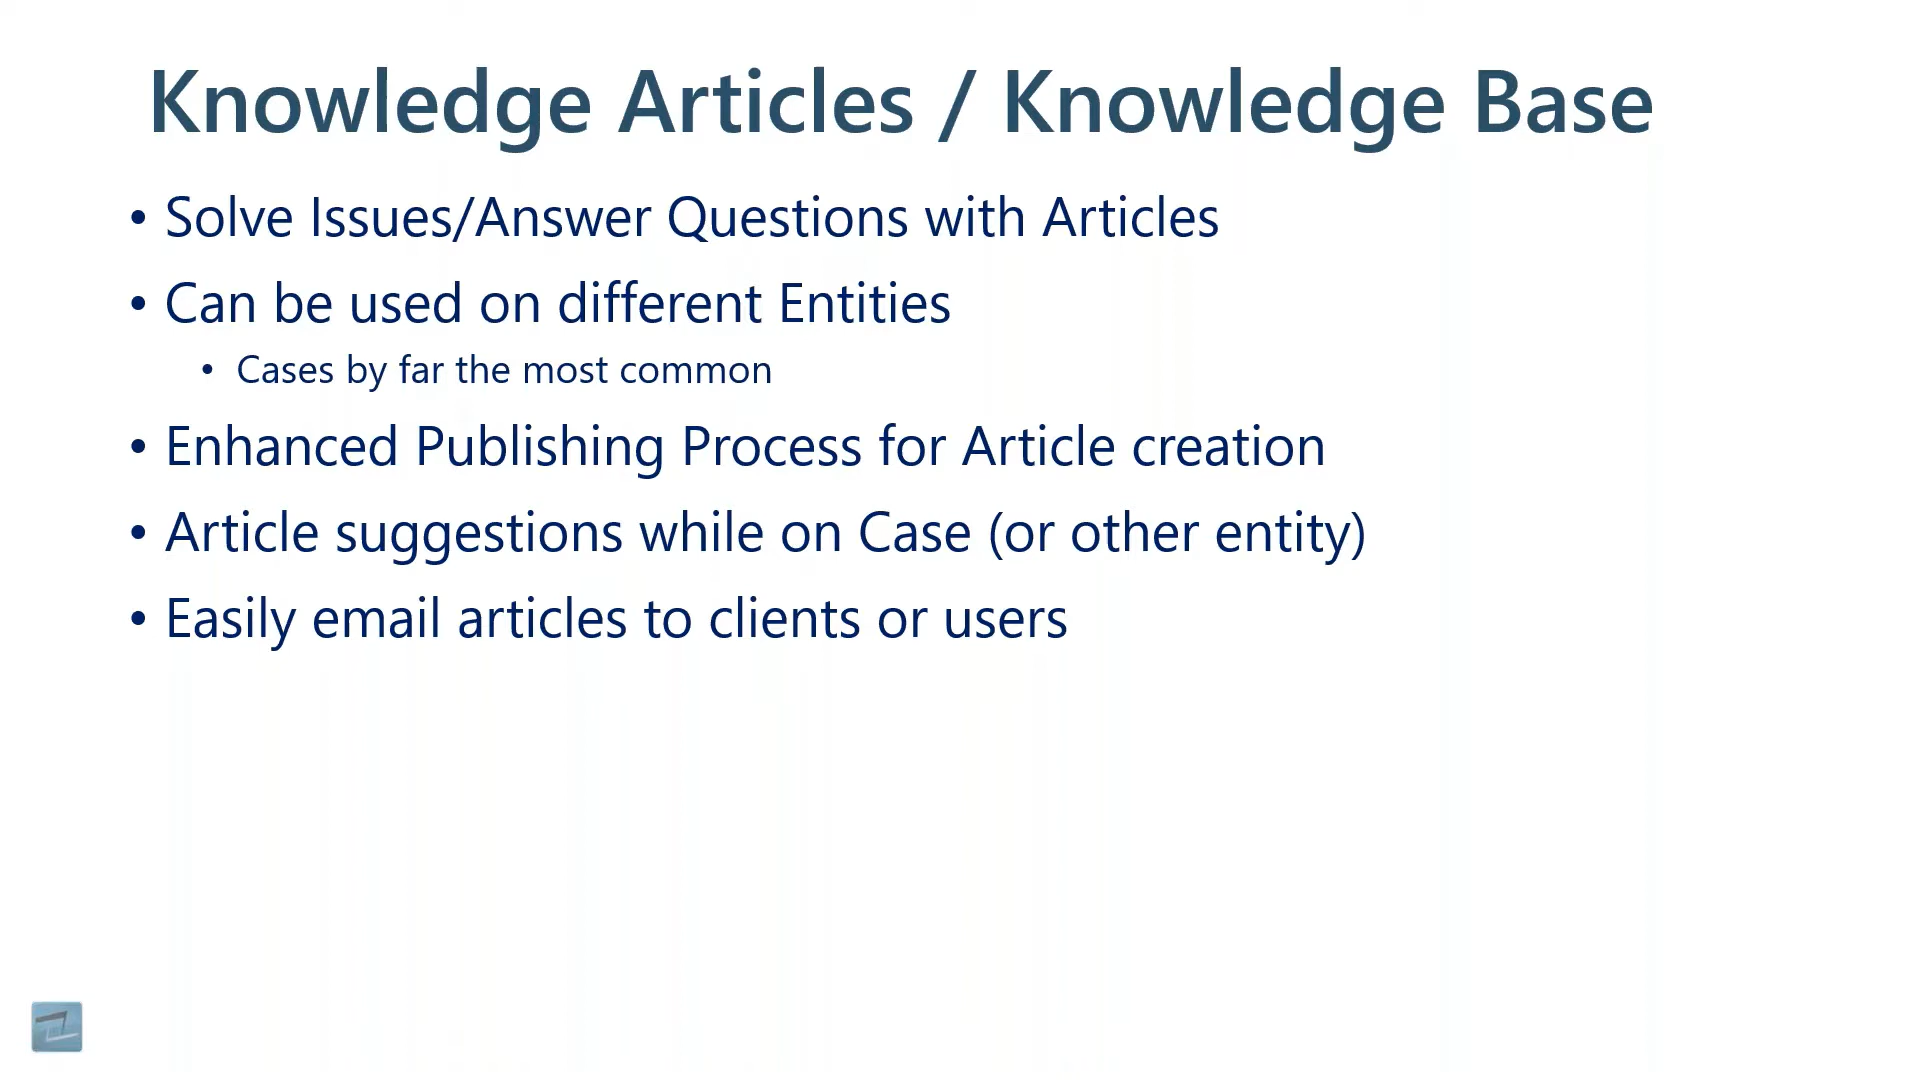 Knowledge Articles / Knowledge Base
• Solve Issues/Answer Questions with Articles
• Can be used on different Entities
• Cases by far the most common
• Enhanced Publishing Process for Article creation
• Article suggestions while on Case (or other entity)
• Easily email articles to clients or users